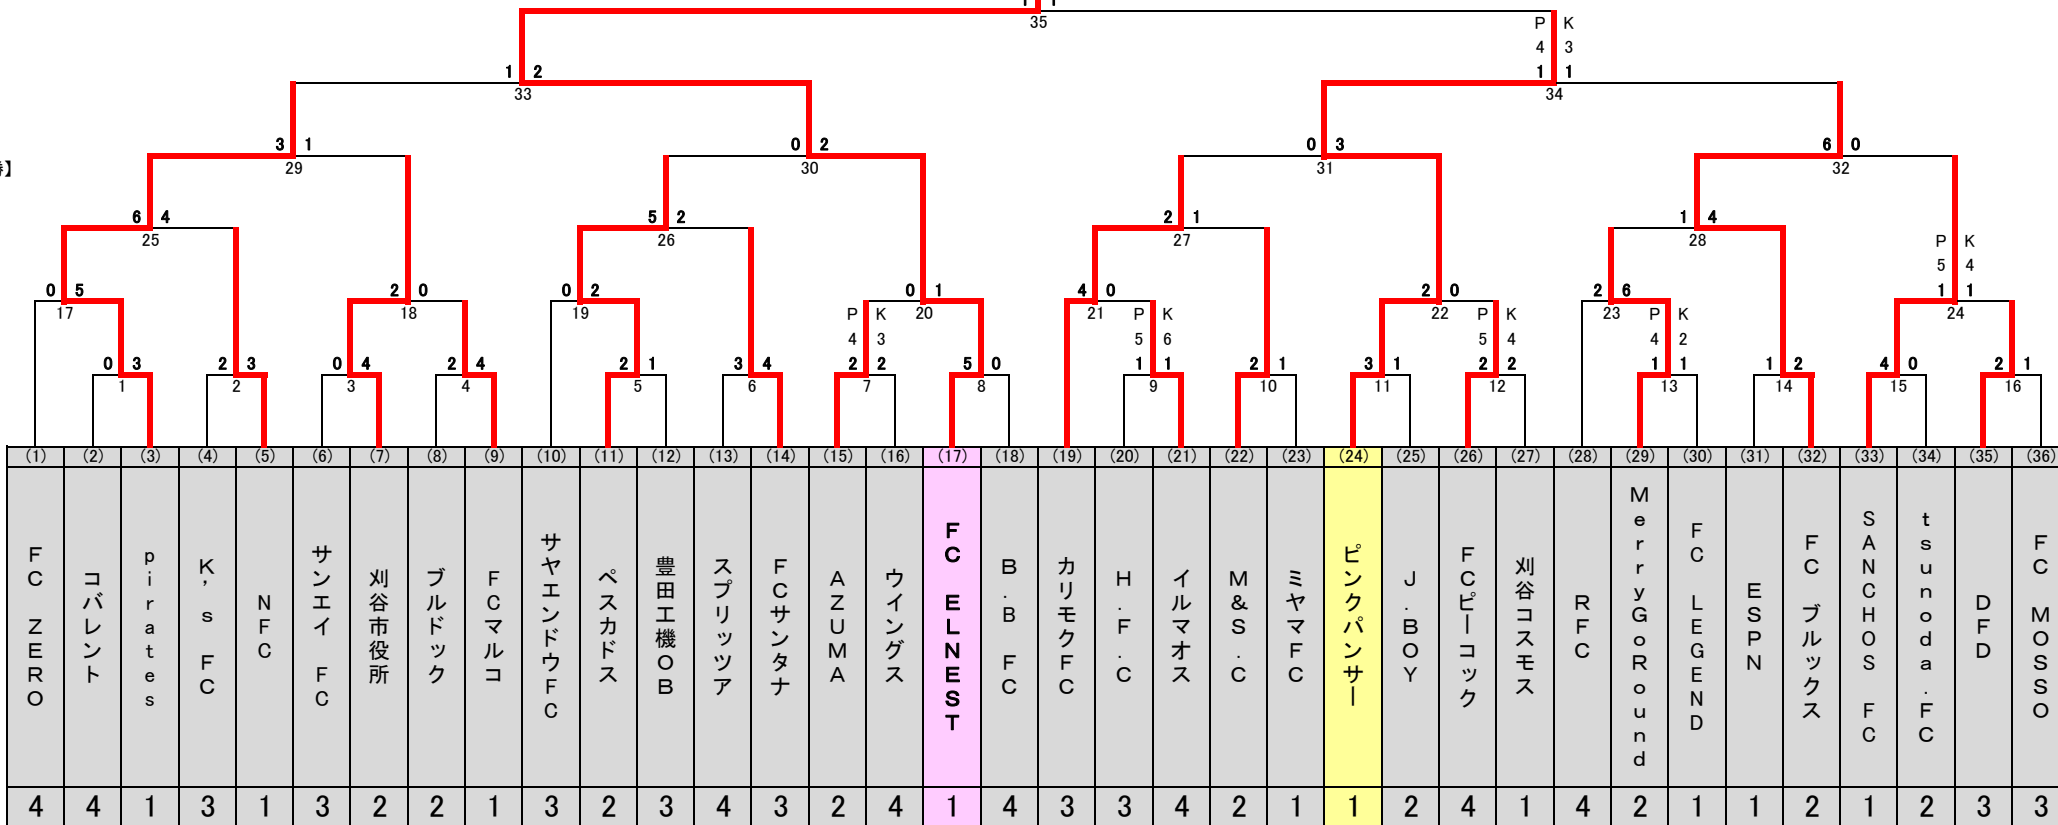 35
P K
4 3
1 2
1 1
33
34
3 1
0 2
0 3
6 0
29
30
31
32
6 4
5 2
2 1
1 4
25
26
27
28
P K
5 4
0 5
2 0
0 2
0 1
4 0
2 0
2 6
1 1
17
18
19
20
21
22
23
24
P K
4 3
P K
5 6
P K
5 4
P K
4 2
0 3
2 3
0 4
2 4
2 1
3 4
2 2
5 0
1 1
2 1
3 1
2 2
1 1
1 2
4 0
2 1
1
2
3
4
5
6
7
8
9
10
11
12
13
14
15
16
(1) (2) (3) (4) (5) (6) (7) (8) (9) (10) (11) (12) (13) (14) (15) (16) (17) (18) (19) (20) (21) (22) (23) (24) (25) (26) (27) (28) (29) (30) (31) (32) (33) (34) (35) (36)
FC ZERO
コバレント
pirates
K's FC
NFC
サンエイ FC
刈谷市役所
ブルドック
FCマルコ
サヤエンドウFC
ペスカドス
豊田工機OB
スプリッツア
FCサンタナ
AZUMA
ウイングス
FC ELNEST
B.B FC
カリモクFC
H.F.C
イルマオス
M&S.C
ミヤマFC
ピンクパンサー
J.BOY
FCピーコック
刈谷コスモス
RFC
MerryGoRound
FC LEGEND
ESPN
FC ブルックス
SANCHOS FC
tsunoda.FC
DFD
FC MOSSO
4 4 1 3 1 3 2 2 1 3 2 3 4 3 2 4 1 4 3 3 4 2 1 1 2 4 1 4 2 1 1 2 1 2 3 3